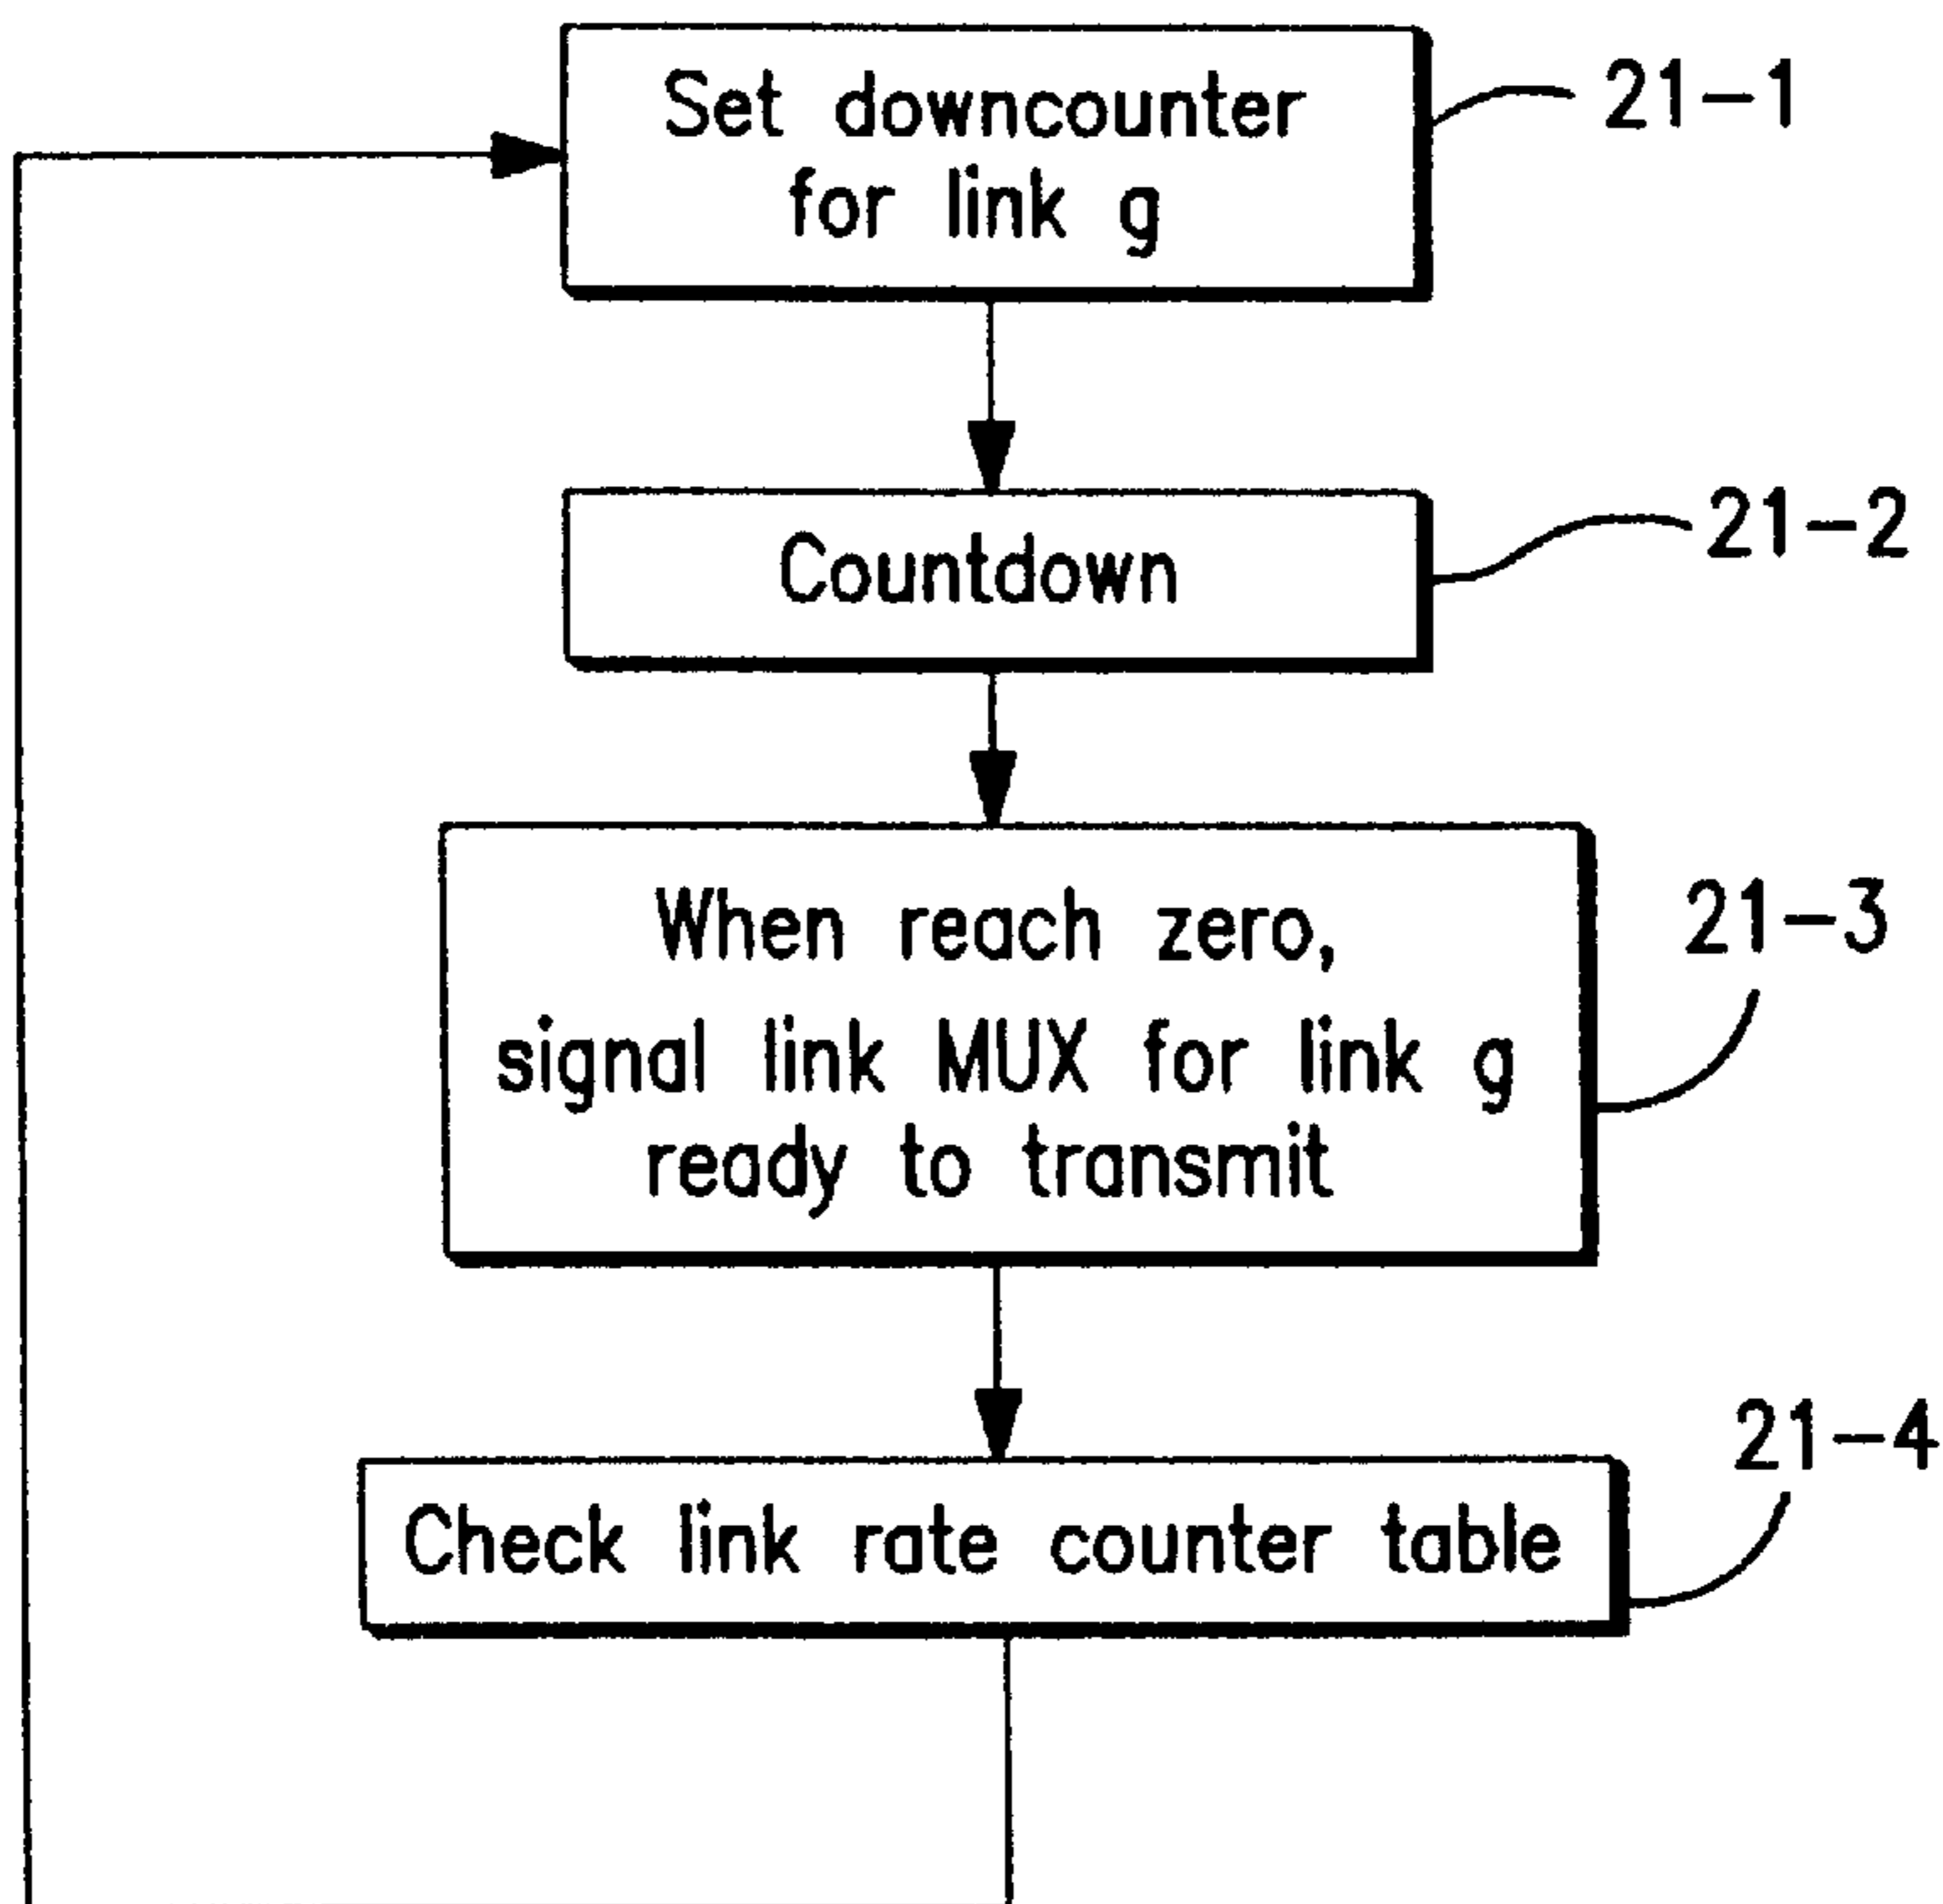 Set downcounter
for link g
21-1
Countdown
21-2
When reach zero,
signal link MUX for link g
ready to transmit
21-3
Check link rate counter table
21-4